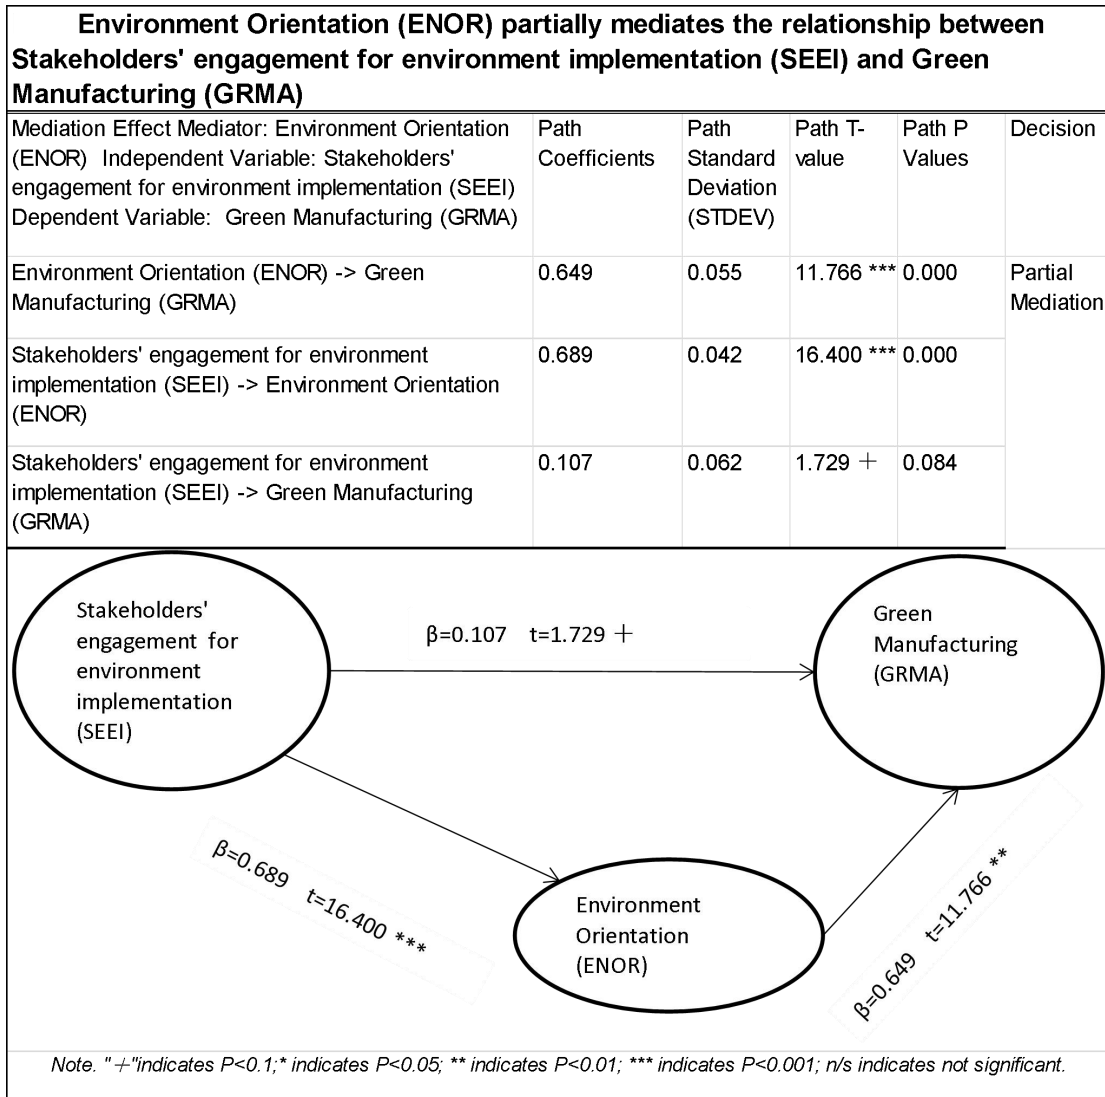 Environment Orientation (ENOR) partially mediates the relationship between
Stakeholders' engagement for environment implementation (SEEI) and Green
Manufacturing (GRMA)
Mediation Effect Mediator: Environment Orientation
(ENOR) Independent Variable: Stakeholders'
engagement for environment implementation (SEEI)
Dependent Variable: Green Manufacturing (GRMA)
Path
Coefficients
Path
Standard
Deviation
(STDEV)
Path T-
value
Path P
Values
Decision
Environment Orientation (ENOR) -> Green
Manufacturing (GRMA)
0.649
0.055
11.766 ***
0.000
Partial
Mediation
Stakeholders' engagement for environment
implementation (SEEI) -> Environment Orientation
(ENOR)
0.689
0.042
16.400 ***
0.000
Stakeholders' engagement for environment
implementation (SEEI) -> Green Manufacturing
(GRMA)
0.107
0.062
1.729 +
0.084
Stakeholders'
engagement for
environment
implementation
(SEEI)
β=0.107 t=1.729 +
Green
Manufacturing
(GRMA)
β=0.689 t=16.400 ***
Environment
Orientation
(ENOR)
β=0.649 t=11.766 **
Note. "+"indicates P<0.1;* indicates P<0.05; ** indicates P<0.01; *** indicates P<0.001; n/s indicates not significant.